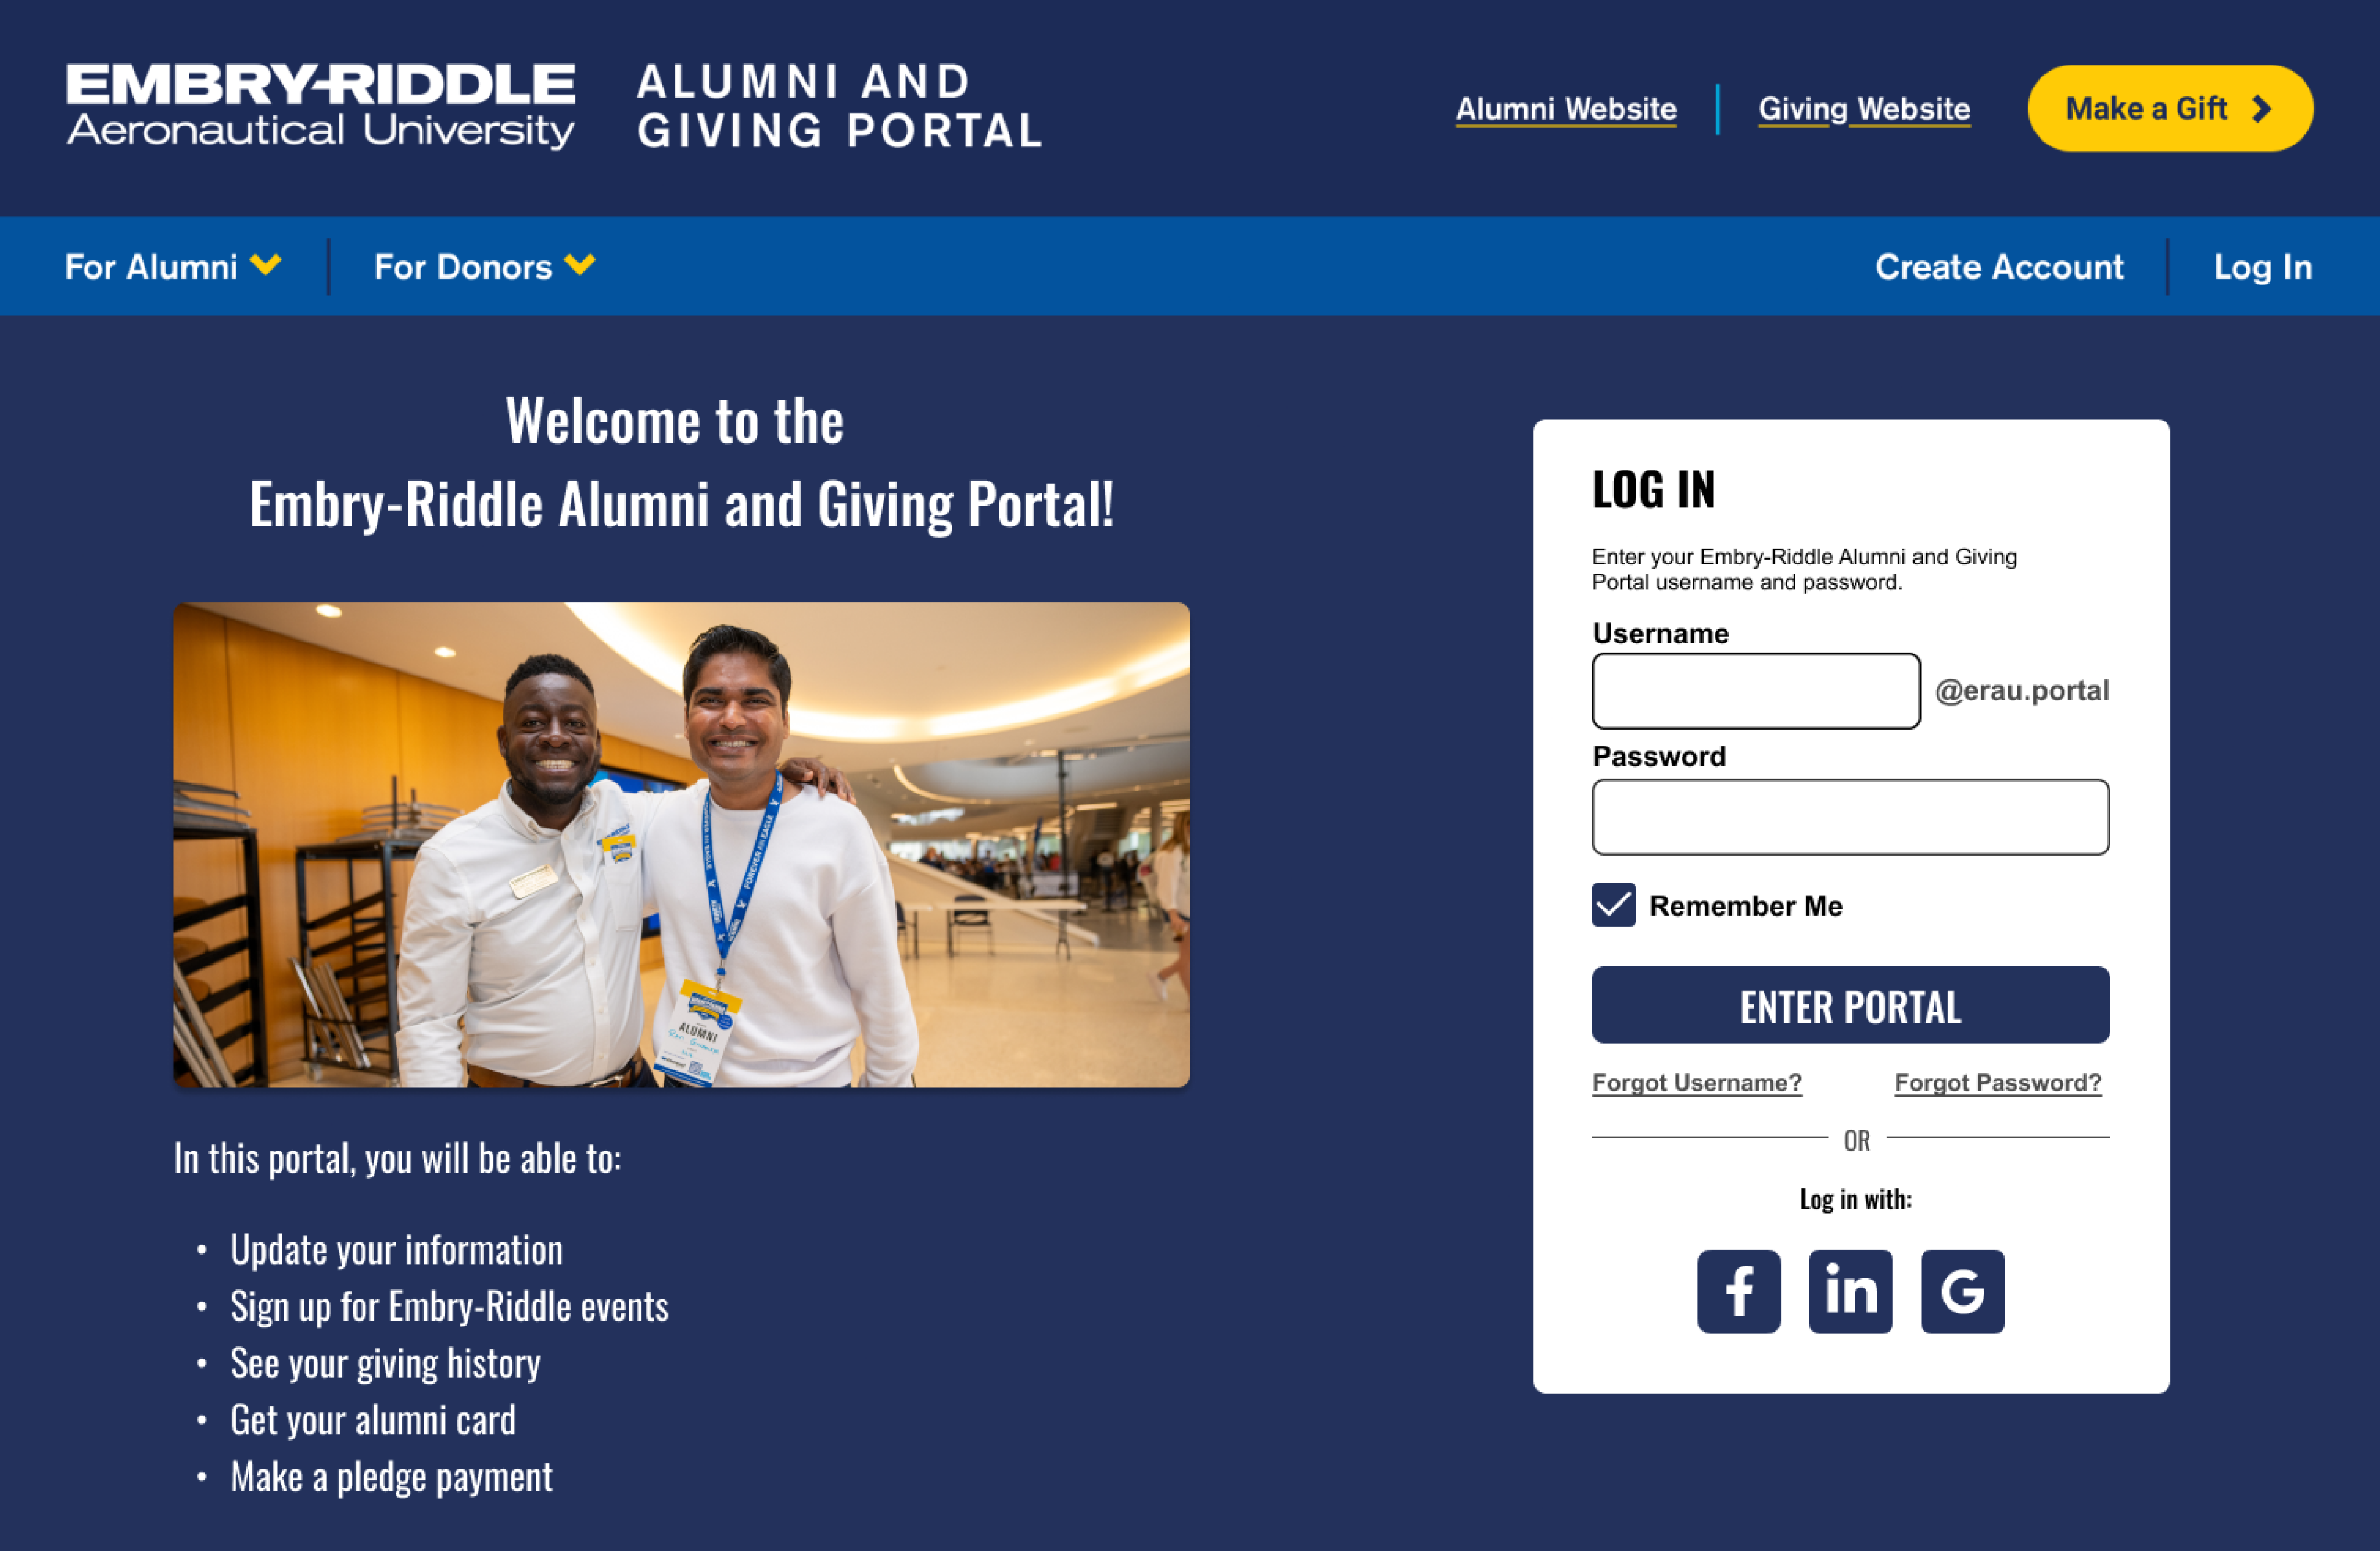 EMBRY-RIDDLE
Aeronautical University
ALUMNI AND
GIVING PORTAL
Alumni Website
Giving Website
Make a Gift
For Alumni
For Donors
Create Account
Log In
Welcome to the
Embry-Riddle Alumni and Giving Portal!
FOREVER AN EAGLE
ALUMNI
In this portal, you will be able to:
• Update your information
• Sign up for Embry-Riddle events
• See your giving history
• Get your alumni card
• Make a pledge payment
LOG IN
Enter your Embry-Riddle Alumni and Giving
Portal username and password.
Username
@erau.portal
Password
Remember Me
ENTER PORTAL
Forgot Username?
Forgot Password?
OR
Log in with:
f
in
G